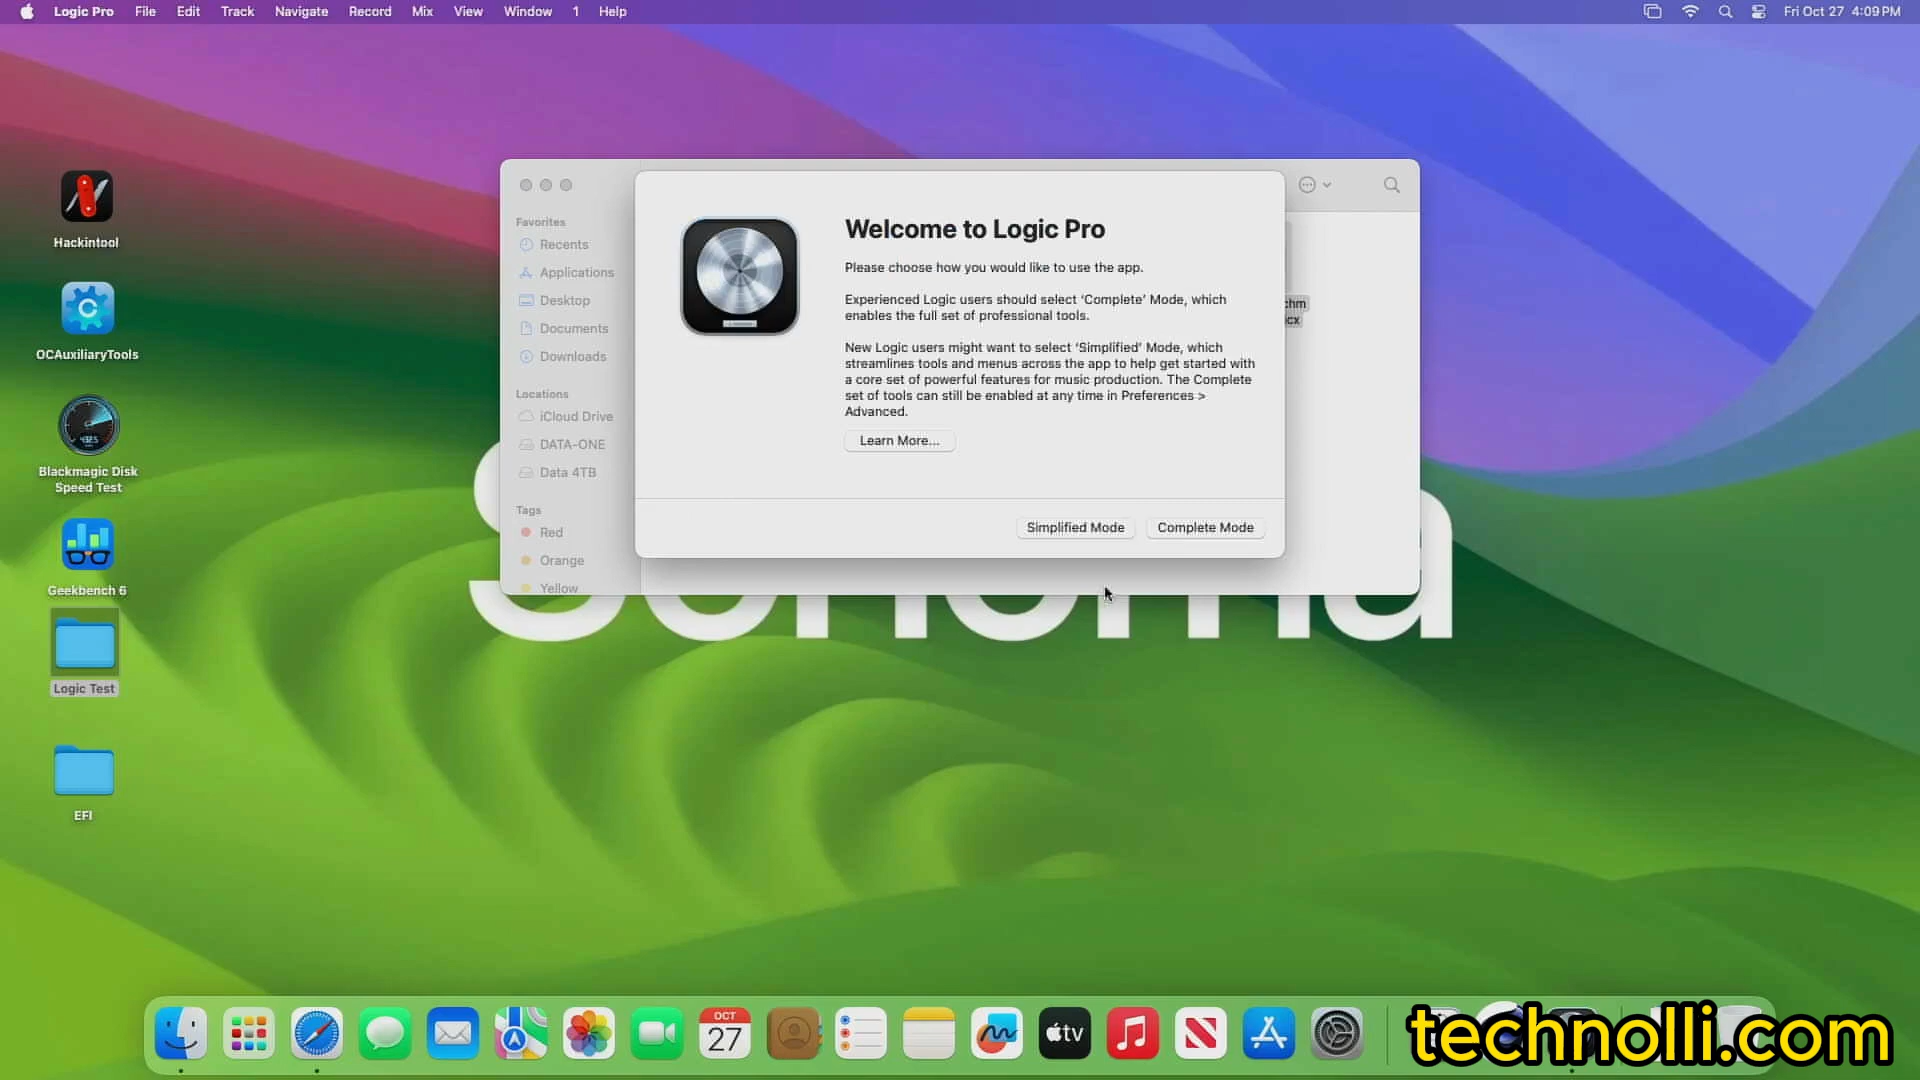 Logic Pro File Edit Track Navigate Record Mix View Window 1 Help
Fri Oct 27 4:09 PM
Hackintool
OCAuxiliaryTools
432.5
Blackmagic Disk
Speed Test
Geekbench 6
Logic Test
EFI
Favorites
Recents
Applications
Desktop
Documents
Downloads
Locations
iCloud Drive
DATA-ONE
Data 4TB
Tags
Red
Orange
Yellow
Welcome to Logic Pro
Please choose how you would like to use the app.
Experienced Logic users should select ‘Complete’ Mode, which
enables the full set of professional tools.
New Logic users might want to select ‘Simplified’ Mode, which
streamlines tools and menus across the app to help get started with
a core set of powerful features for music production. The Complete
set of tools can still be enabled at any time in Preferences >
Advanced.
Learn More...
Simplified Mode
Complete Mode
Sonoma
OCT
27
tv
technolli.com